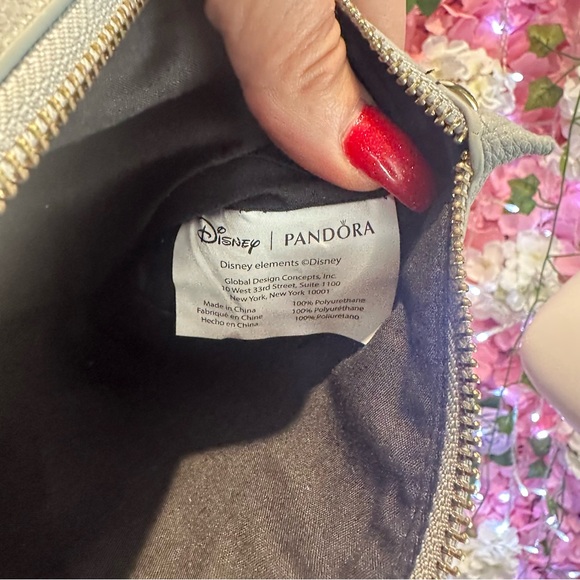 Disney | PANDORA
Disney elements ©Disney
Global Design Concepts, Inc.
10 West 33rd Street, Suite 1100
New York, New York 10001
Made in China 100% Polyurethane
Fabriqué en Chine 100% Polyuréthane
Hecho en China 100% Poliuretano